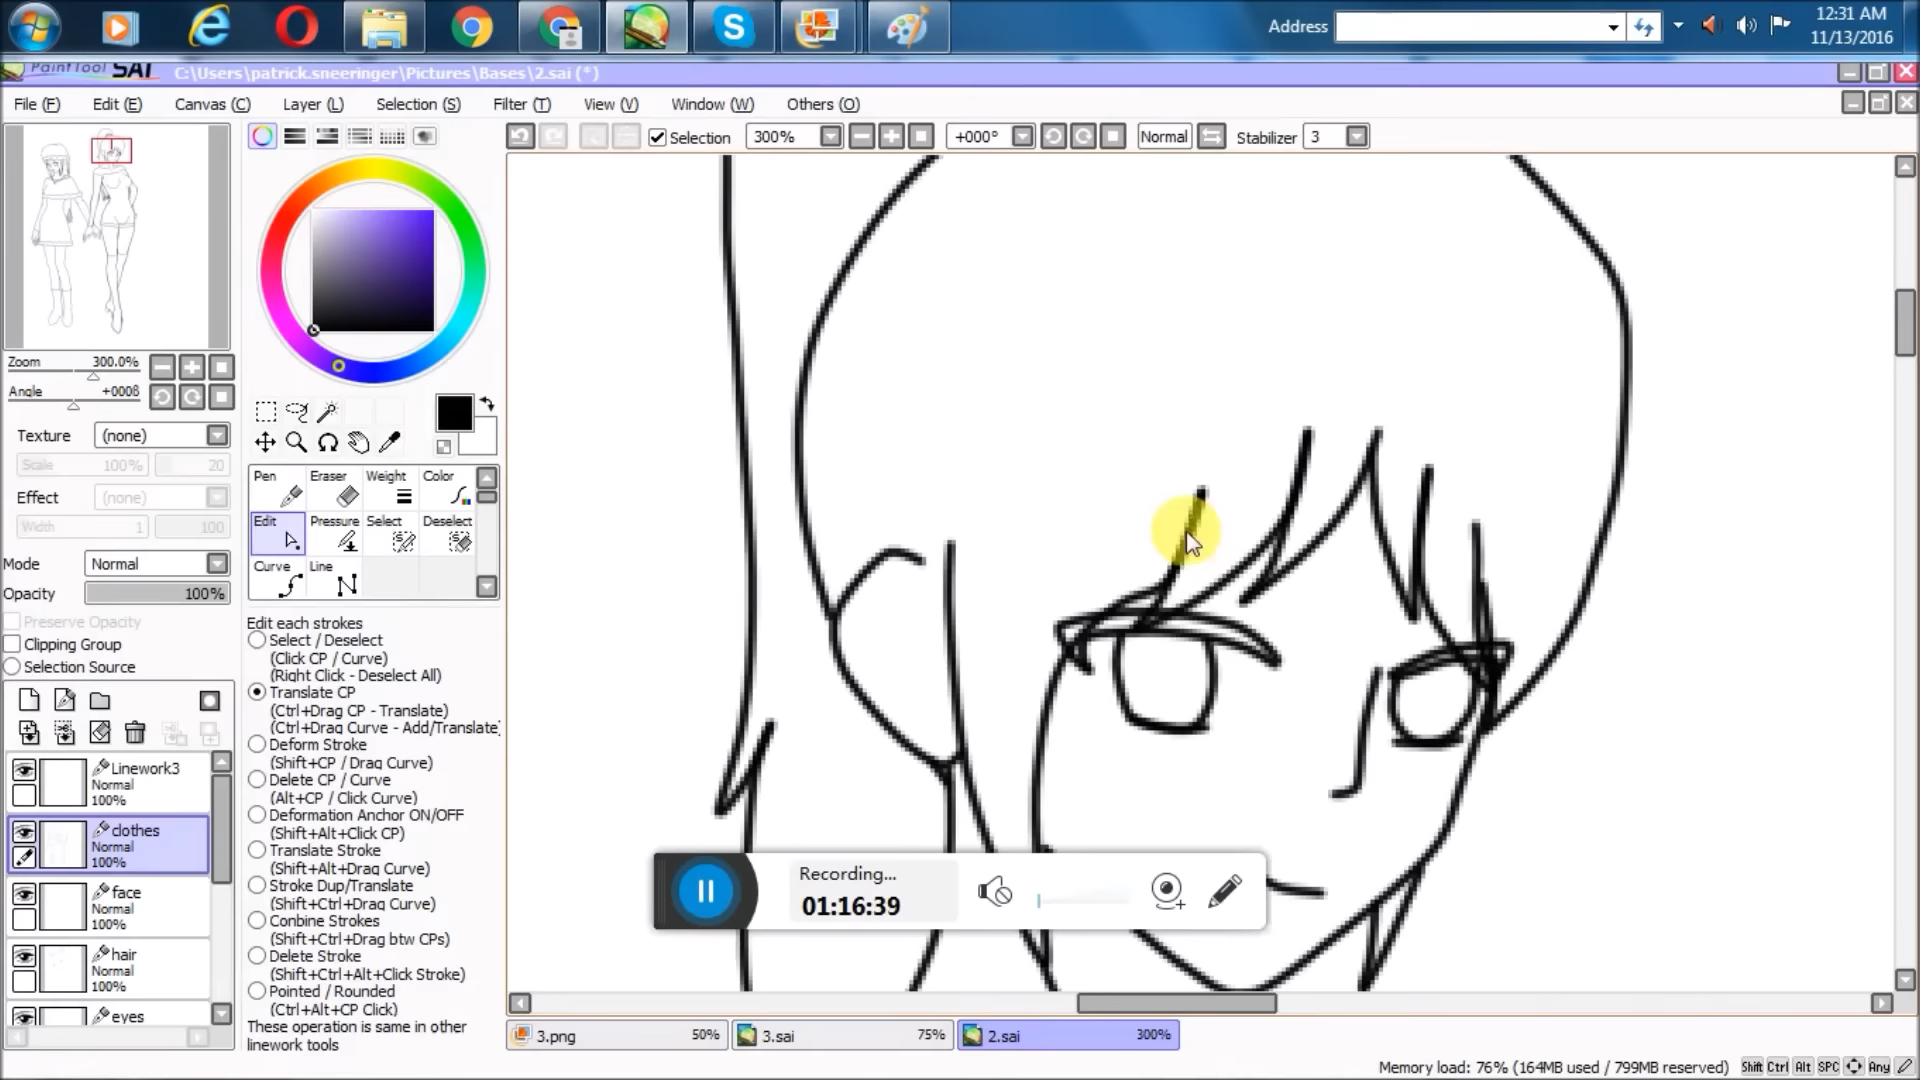 Address
12:31 AM
11/13/2016
PaintTool SAI C:\Users\patrick.sneeringer\Pictures\Bases\2.sai (*)
File (F) Edit (E) Canvas (C) Layer (L) Selection (S) Filter (T) View (V) Window (W) Others (O)
Selection 300% +000° Normal Stabilizer 3
Zoom 300.0%
Angle +000ß
Texture (none)
Scale 100% 20
Effect (none)
Width 1 100
Mode Normal
Opacity 100%
Preserve Opacity
Clipping Group
Selection Source
Linework3
Normal
100%
clothes
Normal
100%
face
Normal
100%
hair
Normal
100%
eyes
Pen Eraser Weight Color
Edit Pressure Select Deselect
Curve Line
Edit each strokes
Select / Deselect
(Click CP / Curve)
(Right Click - Deselect All)
Translate CP
(Ctrl+Drag CP - Translate)
(Ctrl+Drag Curve - Add/Translate)
Deform Stroke
(Shift+CP / Drag Curve)
Delete CP / Curve
(Alt+CP / Click Curve)
Deformation Anchor ON/OFF
(Shift+Alt+Click CP)
Translate Stroke
(Shift+Alt+Drag Curve)
Stroke Dup/Translate
(Shift+Ctrl+Drag Curve)
Conbine Strokes
(Shift+Ctrl+Drag btw CPs)
Delete Stroke
(Shift+Ctrl+Alt+Click Stroke)
Pointed / Rounded
(Ctrl+Alt+CP Click)
These operation is same in other
linework tools
Recording...
01:16:39
3.png 50% 3.sai 75% 2.sai 300%
Memory load: 76% (164MB used / 799MB reserved) Shift Ctrl Alt SPC Any